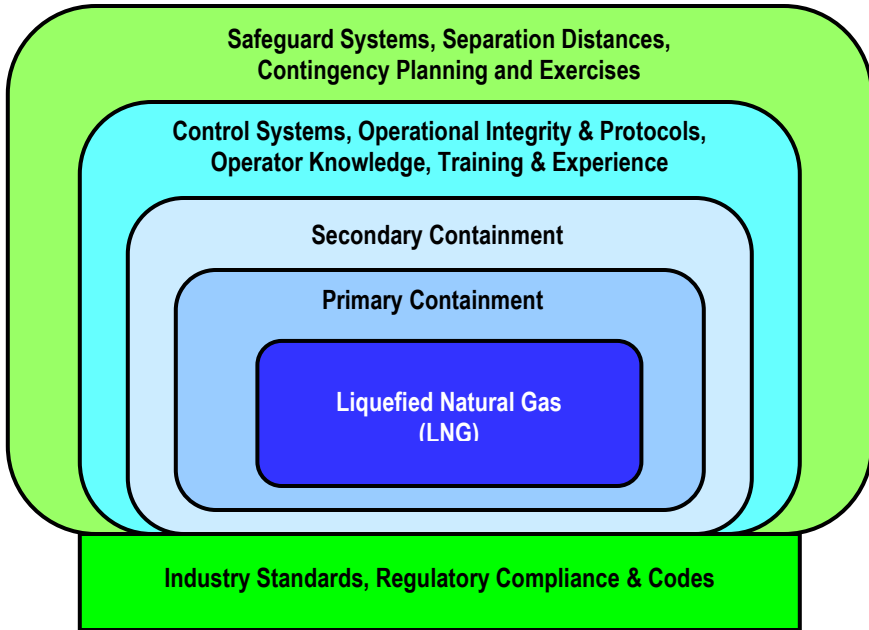 Safeguard Systems, Separation Distances,
Contingency Planning and Exercises
Control Systems, Operational Integrity & Protocols,
Operator Knowledge, Training & Experience
Secondary Containment
Primary Containment
Liquefied Natural Gas
(LNG)
Industry Standards, Regulatory Compliance & Codes